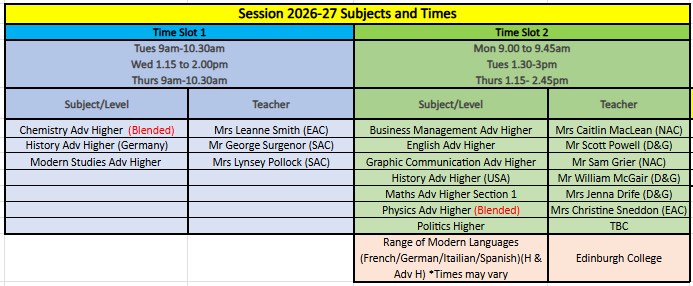 Session 2026-27 Subjects and Times
Time Slot 1 Time Slot 2
Tues 9am-10.30am
Wed 1.15 to 2.00pm
Thurs 9am-10.30am
Mon 9.00 to 9.45am
Tues 1.30-3pm
Thurs 1.15- 2.45pm
Subject/Level Teacher Subject/Level Teacher
Chemistry Adv Higher (Blended) Mrs Leanne Smith (EAC) Business Management Adv Higher Mrs Caitlin MacLean (NAC)
History Adv Higher (Germany) Mr George Surgenor (SAC) English Adv Higher Mr Scott Powell (D&G)
Modern Studies Adv Higher Mrs Lynsey Pollock (SAC) Graphic Communication Adv Higher Mr Sam Grier (NAC)
History Adv Higher (USA) Mr William McGair (D&G)
Maths Adv Higher Section 1 Mrs Jenna Drife (D&G)
Physics Adv Higher (Blended) Mrs Christine Sneddon (EAC)
Politics Higher TBC
Range of Modern Languages
(French/German/Itailian/Spanish)(H &
Adv H) *Times may vary
Edinburgh College